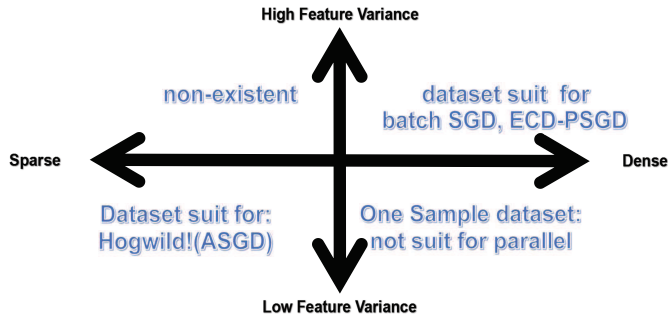 High Feature Variance
non-existent
dataset suit for
batch SGD, ECD-PSGD
Sparse
Dense
Dataset suit for:
Hogwild!(ASGD)
One Sample dataset:
not suit for parallel
Low Feature Variance